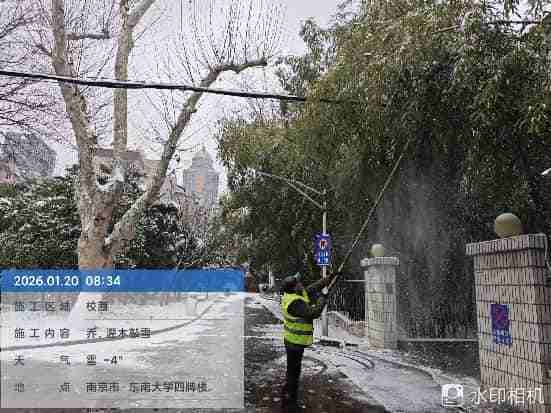 2026.01.20 08:34
施工区域 校西
施工内容 乔、灌木敲雪
天 气 雪 -4°
地 点 南京市·东南大学四牌楼
水印相机